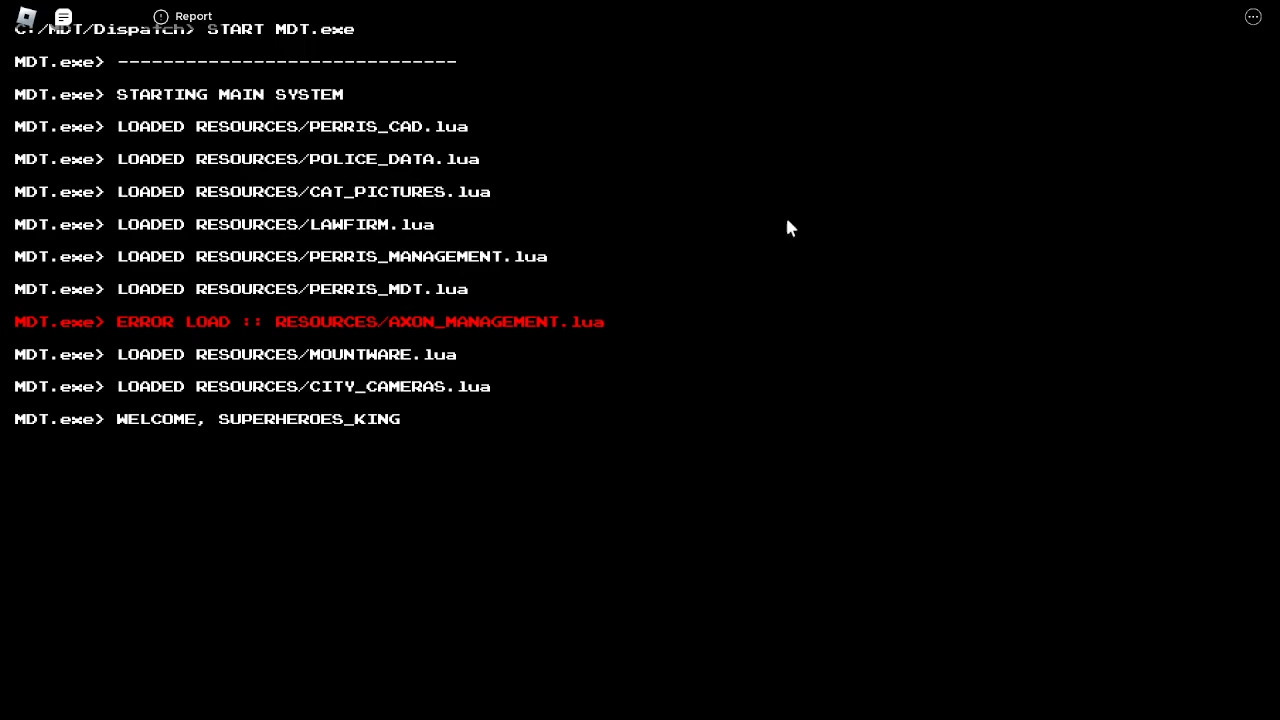 Report
C:/MDT/Dispatch> START MDT.exe
MDT.exe> ------------------------------
MDT.exe> STARTING MAIN SYSTEM
MDT.exe> LOADED RESOURCES/PERRIS_CAD.lua
MDT.exe> LOADED RESOURCES/POLICE_DATA.lua
MDT.exe> LOADED RESOURCES/CAT_PICTURES.lua
MDT.exe> LOADED RESOURCES/LAWFIRM.lua
MDT.exe> LOADED RESOURCES/PERRIS_MANAGEMENT.lua
MDT.exe> LOADED RESOURCES/PERRIS_MDT.lua
MDT.exe> ERROR LOAD :: RESOURCES/AXON_MANAGEMENT.lua
MDT.exe> LOADED RESOURCES/MOUNTWARE.lua
MDT.exe> LOADED RESOURCES/CITY_CAMERAS.lua
MDT.exe> WELCOME, SUPERHEROES_KING